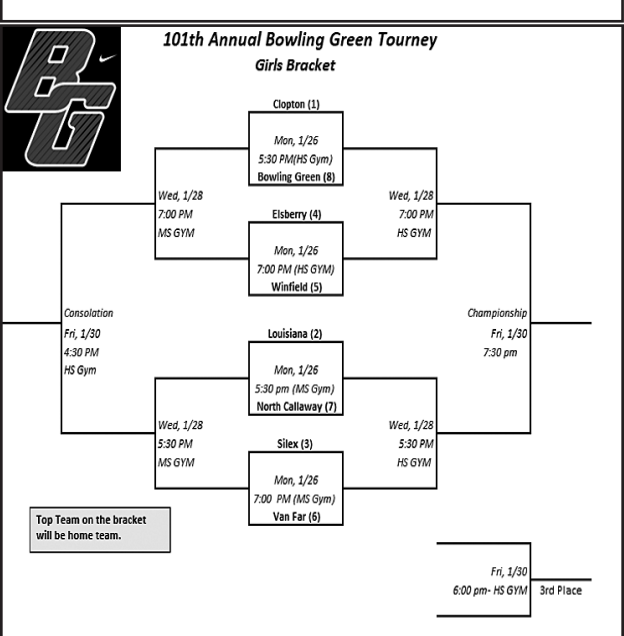 101th Annual Bowling Green Tourney
Girls Bracket
BG
Clopton (1)
Mon, 1/26
5:30 PM(HS Gym)
Bowling Green (8)
Wed, 1/28
7:00 PM
MS GYM
Wed, 1/28
7:00 PM
HS GYM
Elsberry (4)
Mon, 1/26
7:00 PM (HS GYM)
Winfield (5)
Consolation
Fri, 1/30
4:30 PM
HS Gym
Championship
Fri, 1/30
7:30 pm
Louisiana (2)
Mon, 1/26
5:30 pm (MS Gym)
North Callaway (7)
Wed, 1/28
5:30 PM
MS GYM
Wed, 1/28
5:30 PM
HS GYM
Silex (3)
Mon, 1/26
7:00  PM (MS Gym)
Van Far (6)
Top Team on the bracket
will be home team.
Fri, 1/30
6:00 pm- HS GYM
3rd Place